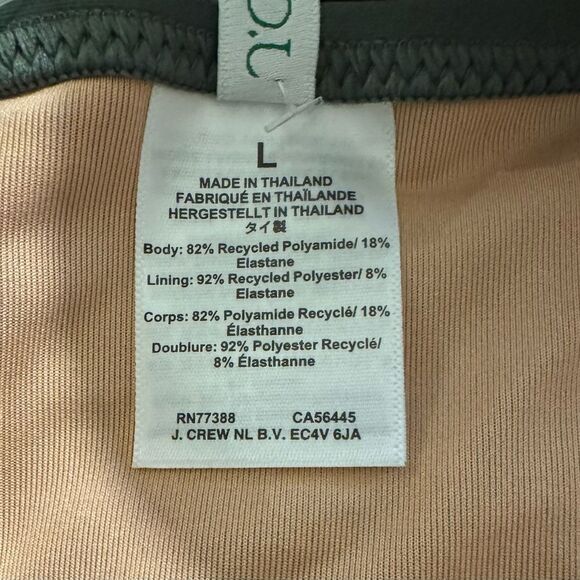 J.C
L
MADE IN THAILAND
FABRIQUÉ EN THAÏLANDE
HERGESTELLT IN THAILAND
タイ製
Body: 82% Recycled Polyamide/ 18%
Elastane
Lining: 92% Recycled Polyester/ 8%
Elastane
Corps: 82% Polyamide Recyclé/ 18%
Élasthanne
Doublure: 92% Polyester Recyclé/
8% Élasthanne
RN77388 CA56445
J. CREW NL B.V. EC4V 6JA